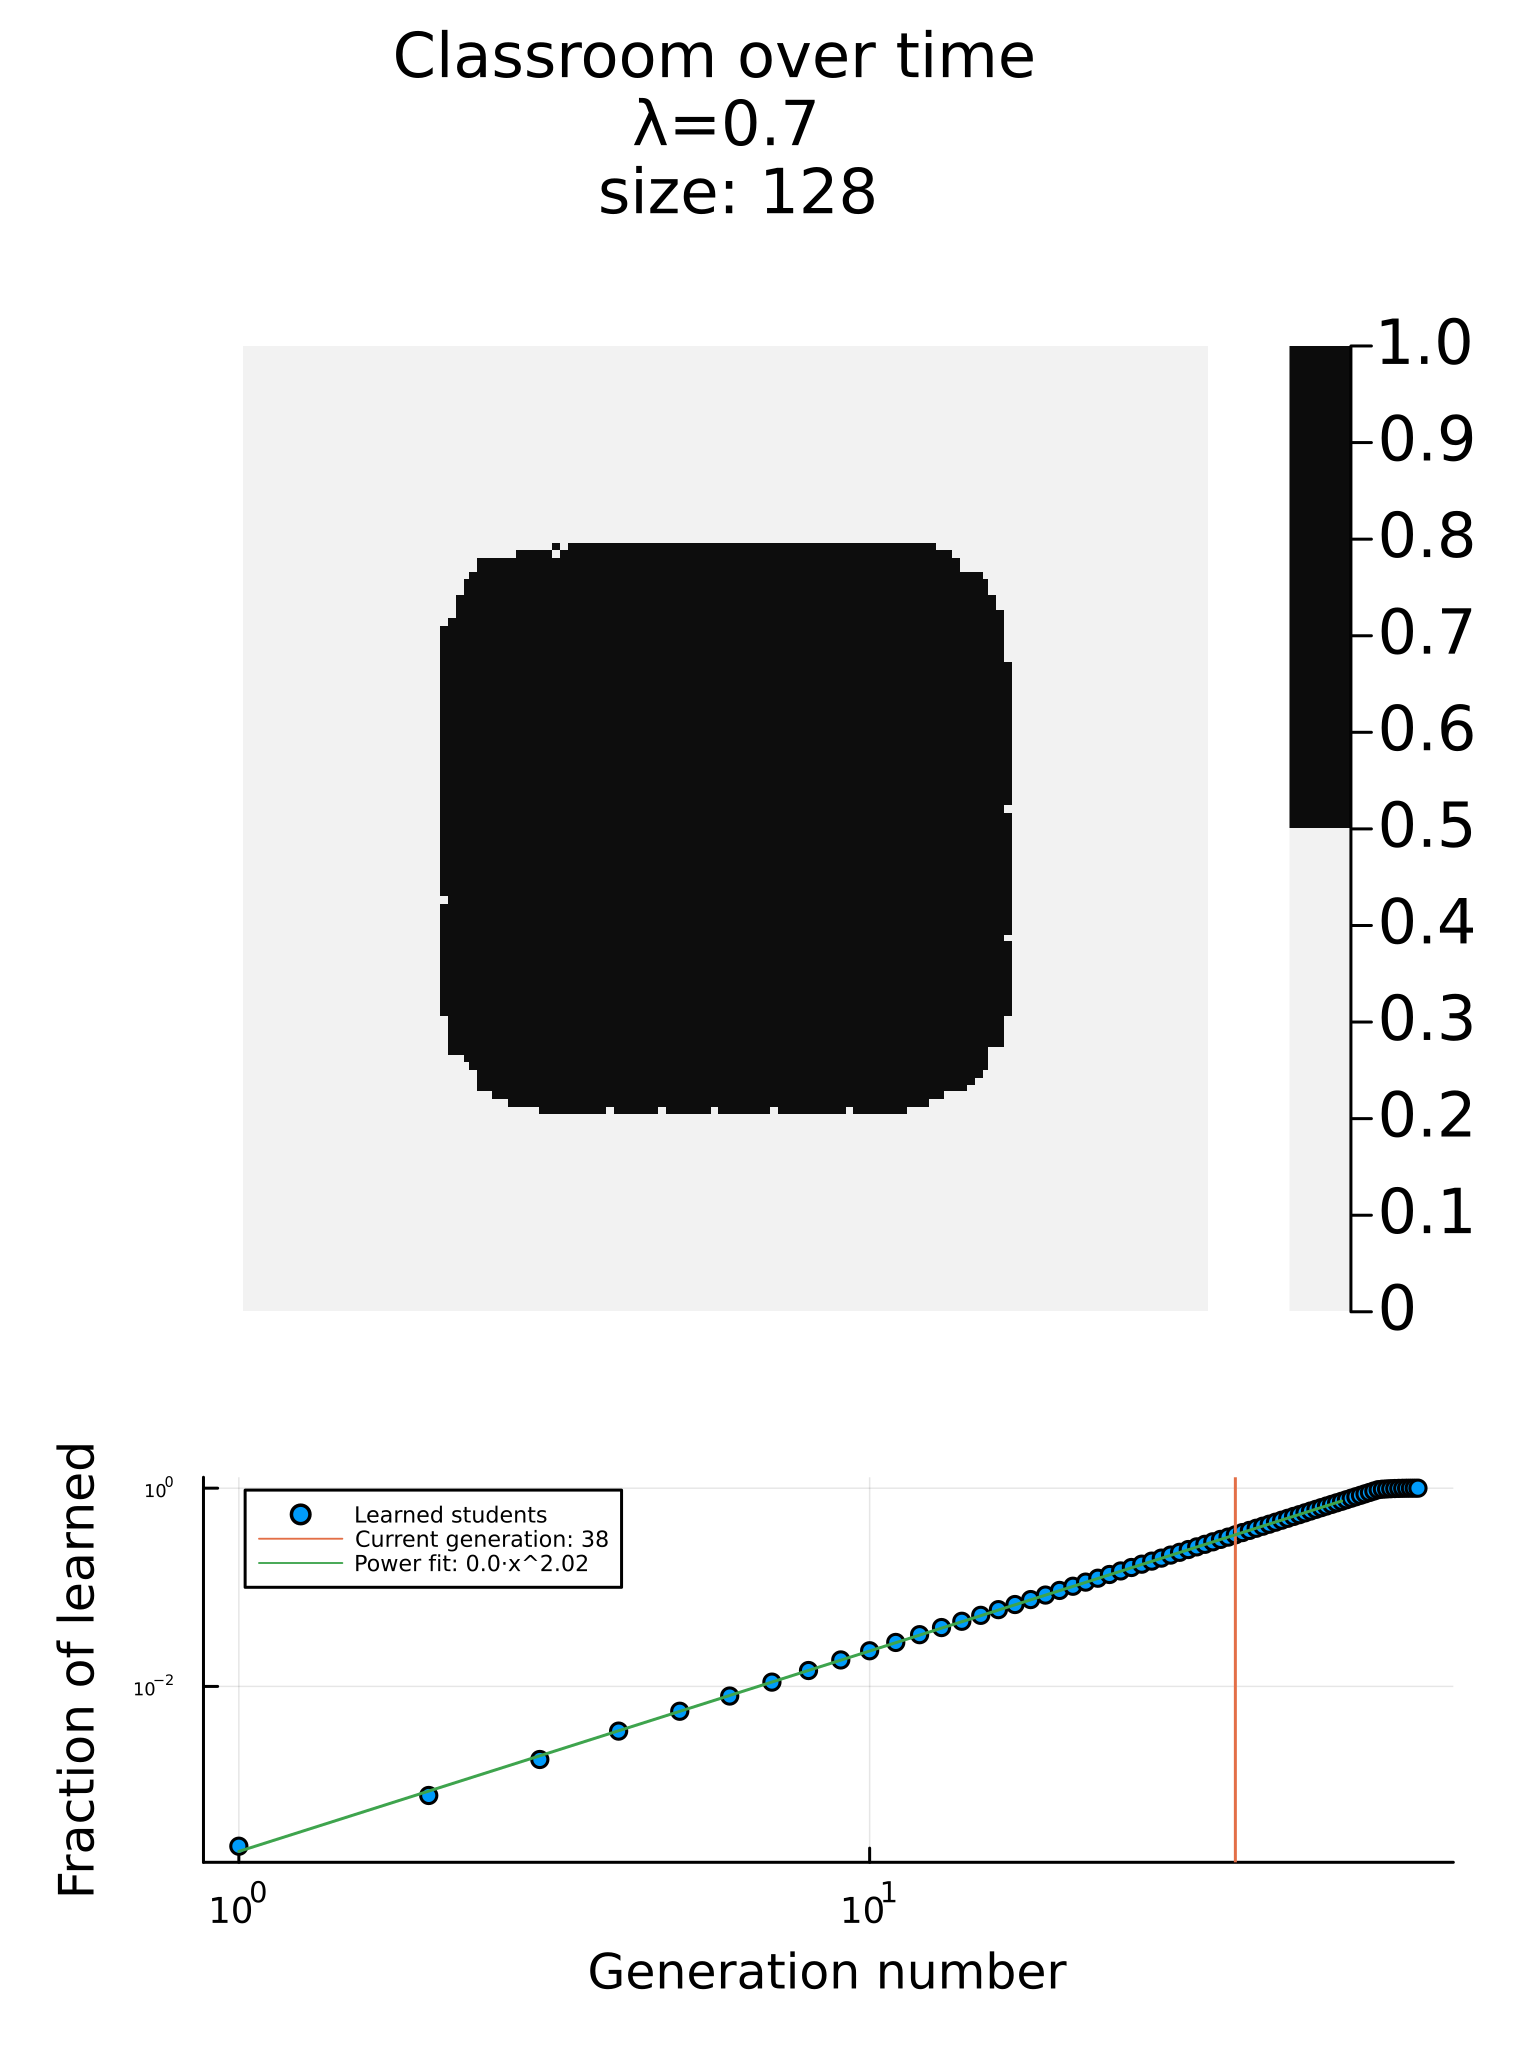 Classroom over time
λ=0.7
size: 128
1.0
0.9
0.8
0.7
0.6
0.5
0.4
0.3
0.2
0.1
0
Fraction of learned
10^0
10^−2
Learned students
Current generation: 38
Power fit: 0.0·x^2.02
10^0
10^1
Generation number